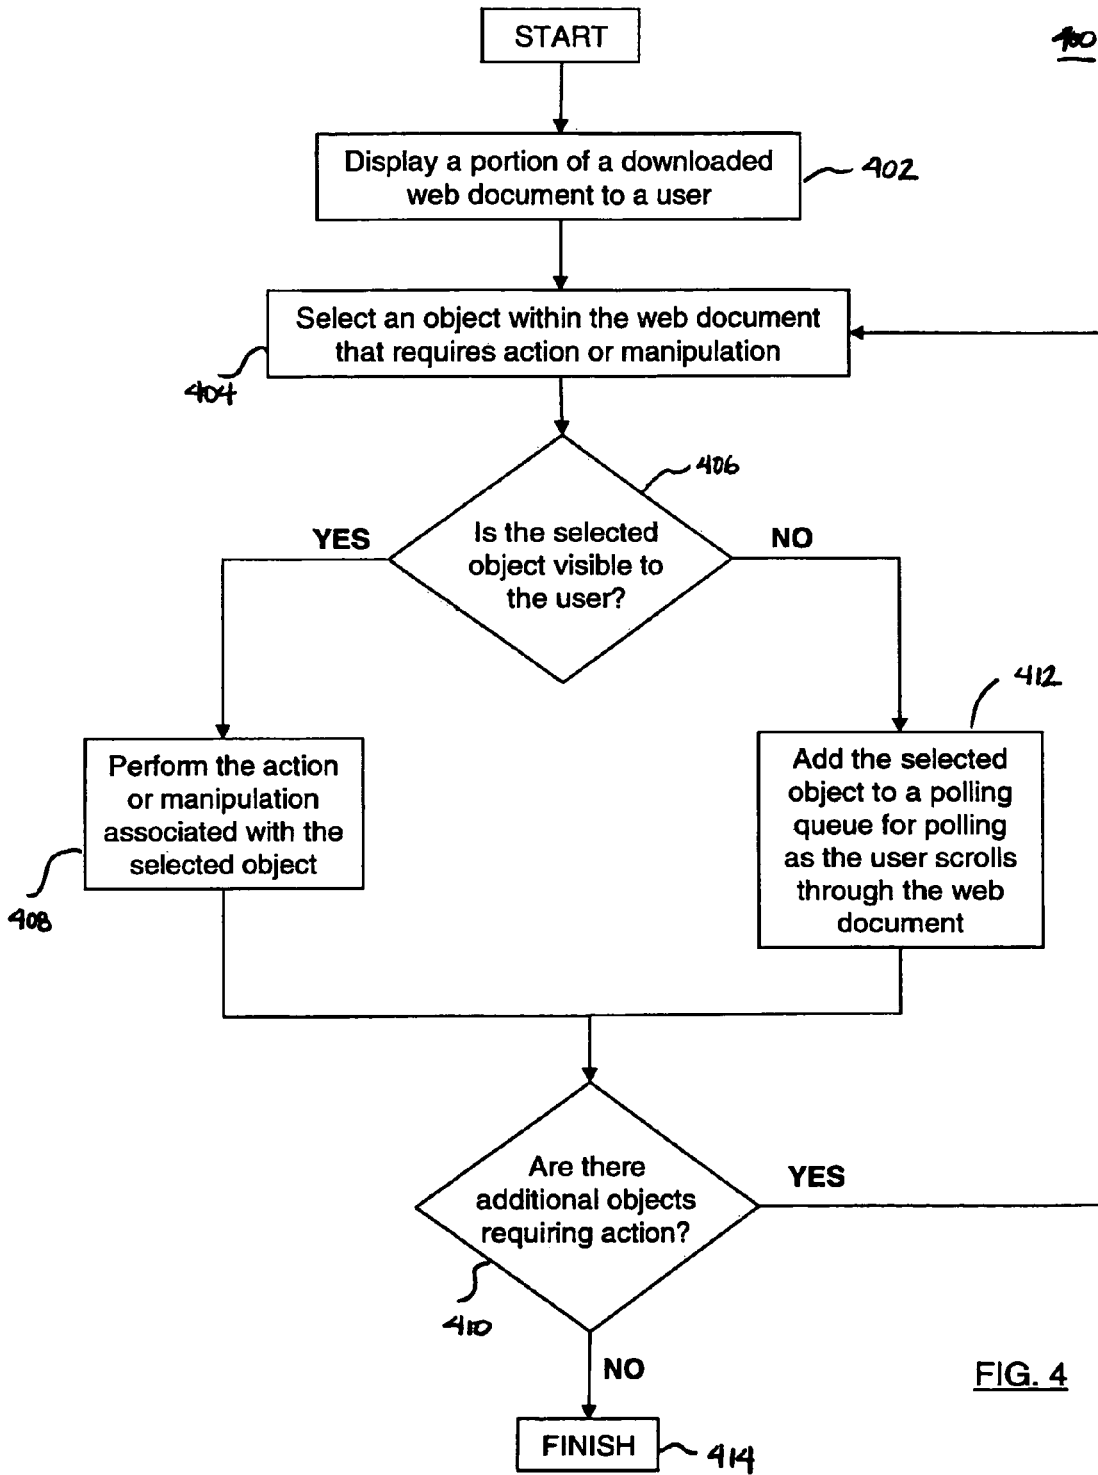 START
400
Display a portion of a downloaded
web document to a user
402
Select an object within the web document
that requires action or manipulation
404
406
Is the selected
object visible to
the user?
YES
NO
412
Perform the action
or manipulation
associated with the
selected object
408
Add the selected
object to a polling
queue for polling
as the user scrolls
through the web
document
Are there
additional objects
requiring action?
YES
410
NO
FIG. 4
FINISH
414